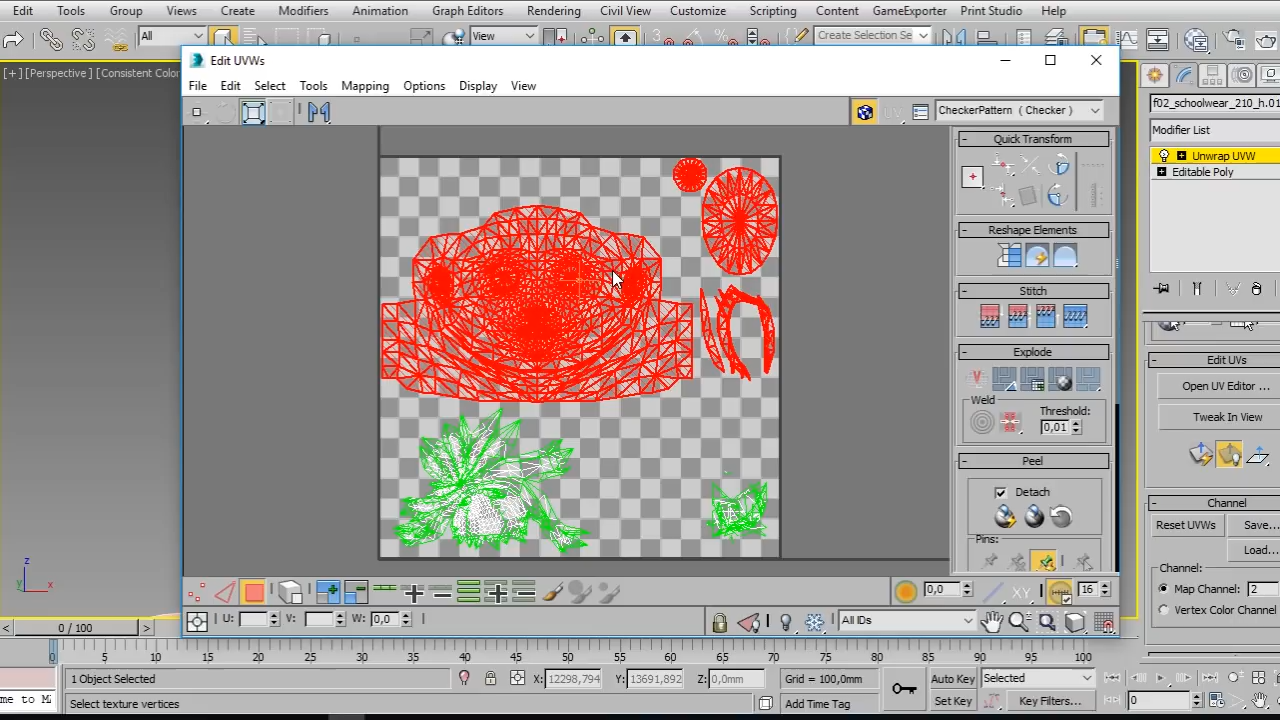 Edit Tools Group Views Create Modifiers Animation Graph Editors Rendering Civil View Customize Scripting Content GameExporter Print Studio Help
All View Create Selection Se
[+] [Perspective] [Consistent Color
Edit UVWs
File Edit Select Tools Mapping Options Display View
CheckerPattern ( Checker )
Quick Transform
Reshape Elements
Stitch
Explode
Weld
Threshold:
0,01
Peel
Detach
Pins:
0,0 XY 16
U: V: W: 0,0 All IDs
f02_schoolwear_210_h.01
Modifier List
Unwrap UVW
Editable Poly
Edit UVs
Open UV Editor ...
Tweak In View
Channel
Reset UVWs Save...
Load...
Channel:
Map Channel: 2
Vertex Color Channel
z
y x
0 / 100
0 5 10 15 20 25 30 35 40 45 50 55 60 65 70 75 80 85 90 95 100
1 Object Selected X: 12298,794 Y: 13691,892 Z: 0,0mm Grid = 100,0mm Auto Key Selected
me to M
Select texture vertices Add Time Tag Set Key Key Filters... 0